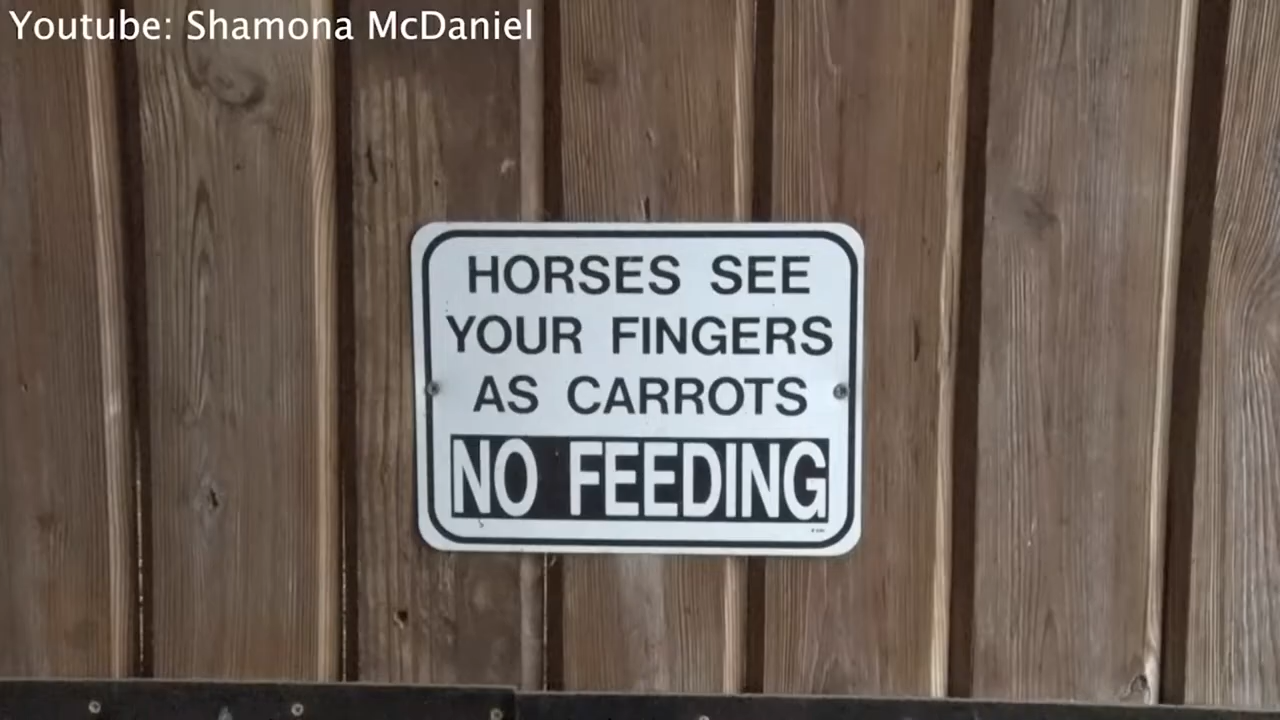 Youtube: Shamona McDaniel
HORSES SEE
YOUR FINGERS
AS CARROTS
NO FEEDING